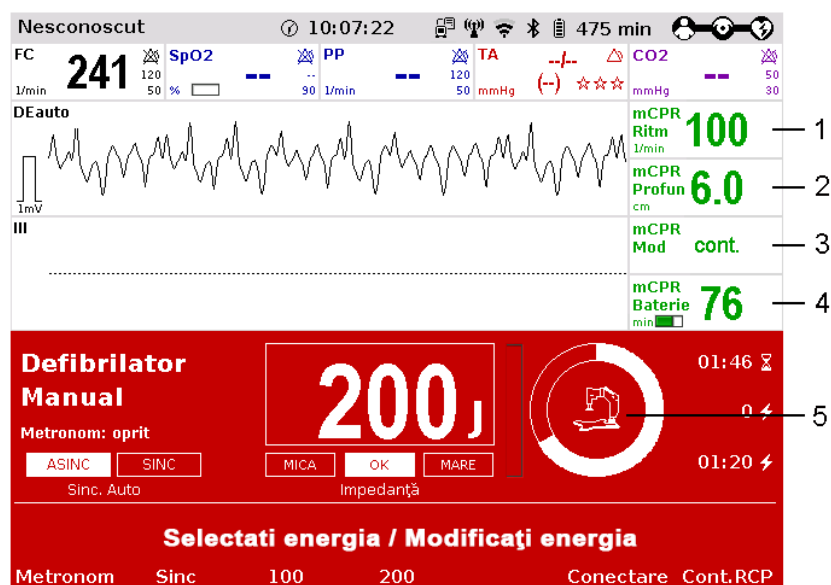 Nesconoscut 10:07:22 475 min
FC SpO2 PP TA --/-- CO2
241 120 -- -- -- 120 -- 50
1/min 50 % 90 1/min 50 mmHg (--) ☆☆☆ mmHg 30
DEauto
1mV
mCPR
Ritm 100 1
1/min
mCPR
Profun 6.0 2
cm
III
mCPR
Mod cont. 3
mCPR
Baterie 76 4
min
Defibrilator
Manual
Metronom: oprit
ASINC SINC
Sinc. Auto
200 J
MICA OK MARE
Impedanţă
01:46
0 5
01:20
Selectati energia / Modificaţi energia
Metronom Sinc 100 200 Conectare Cont.RCP